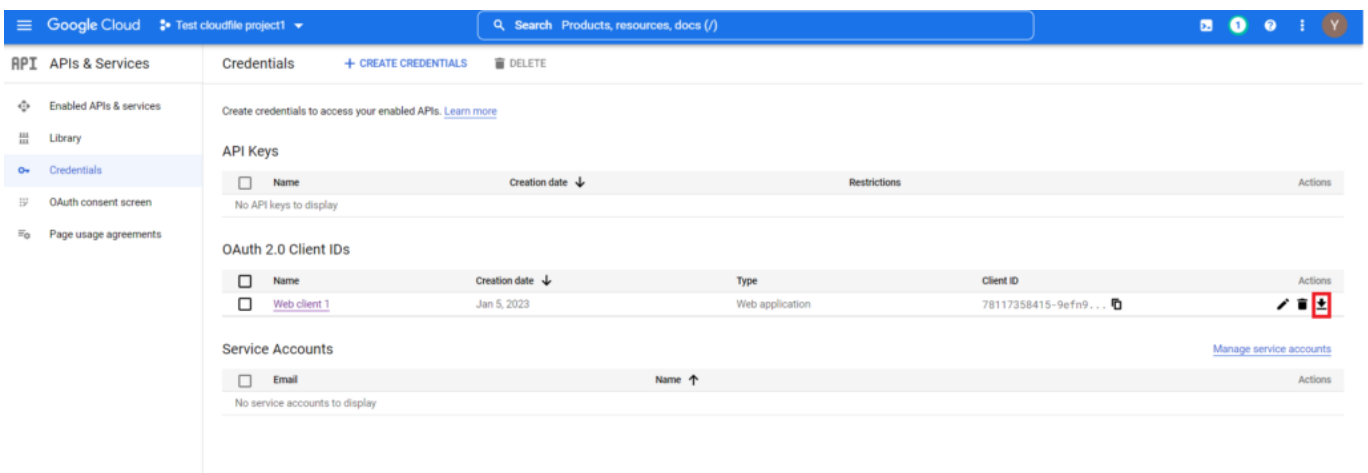 Google Cloud Test cloudfile project1 Search Products, resources, docs (/) 1 Y
API APIs & Services Credentials + CREATE CREDENTIALS DELETE
Enabled APIs & services
Library
Credentials
OAuth consent screen
Page usage agreements
Create credentials to access your enabled APIs. Learn more
API Keys
Name Creation date Restrictions Actions
No API keys to display
OAuth 2.0 Client IDs
Name Creation date Type Client ID Actions
Web client 1 Jan 5, 2023 Web application 78117358415-9efn9...
Service Accounts Manage service accounts
Email Name Actions
No service accounts to display